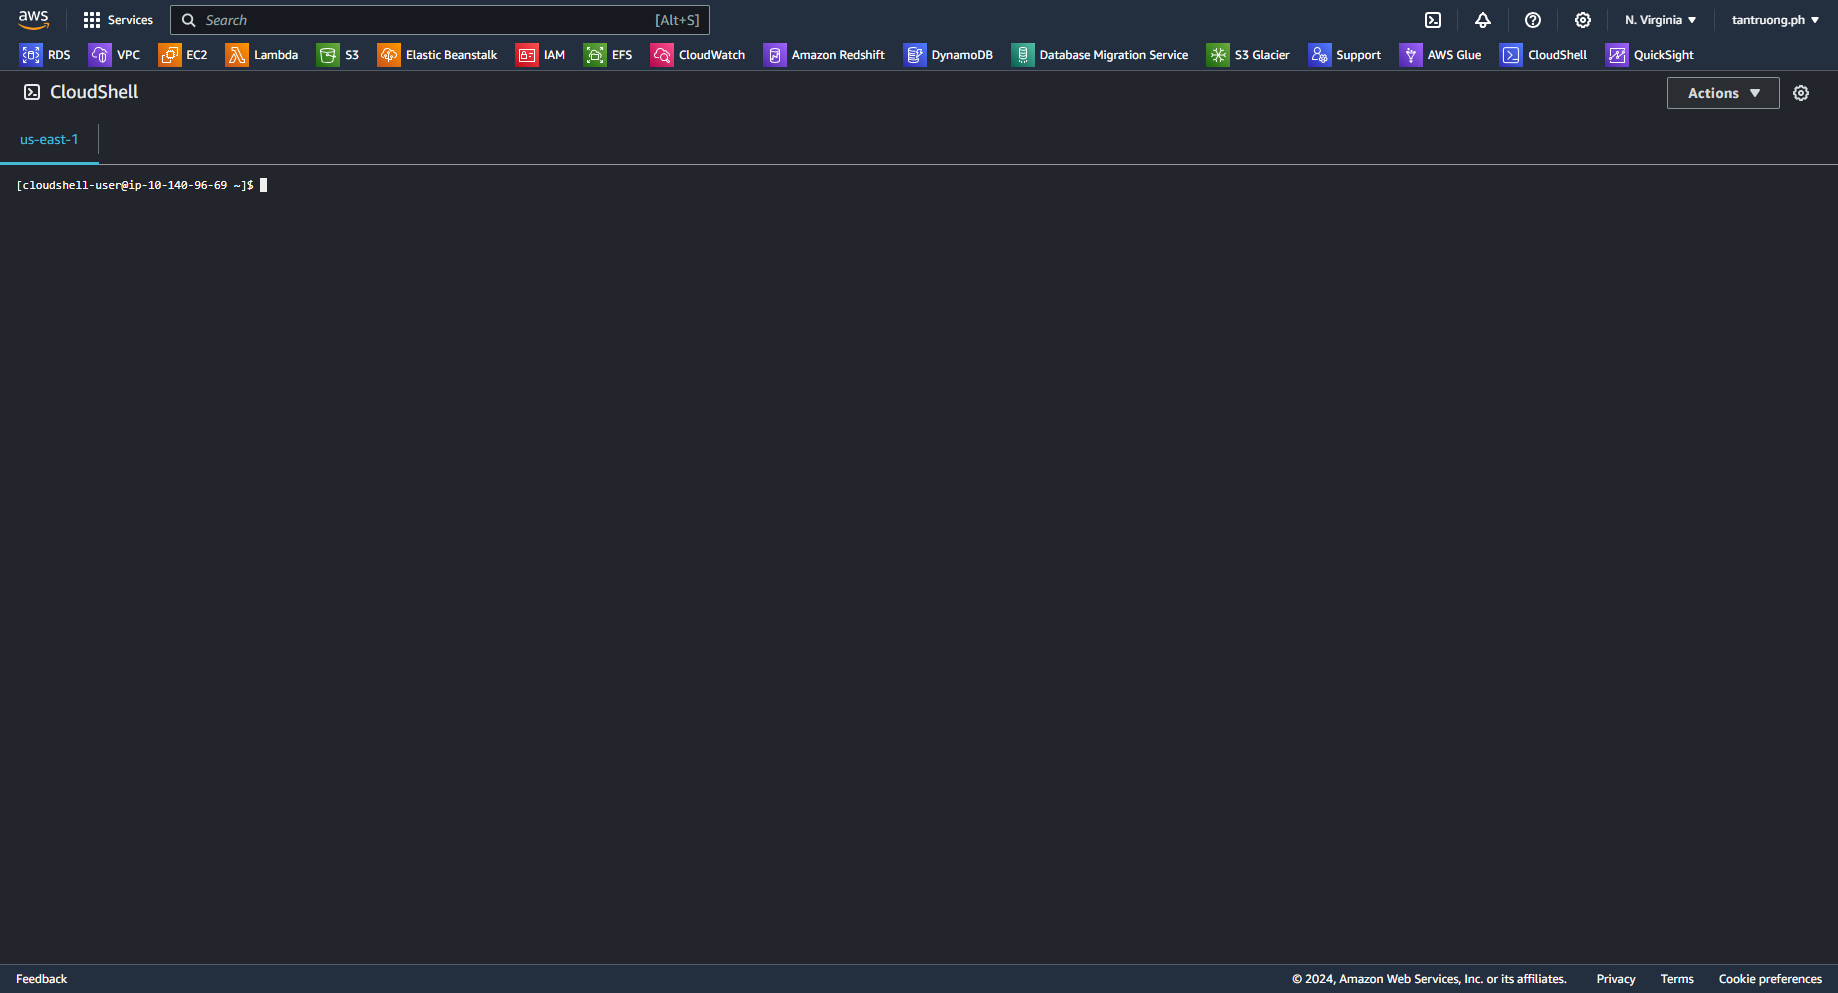 aws Services Search [Alt+S] N. Virginia ▼ tantruong.ph ▼
RDS VPC EC2 Lambda S3 Elastic Beanstalk IAM EFS CloudWatch Amazon Redshift DynamoDB Database Migration Service S3 Glacier Support AWS Glue CloudShell QuickSight
CloudShell Actions ▼
us-east-1
[cloudshell-user@ip-10-140-96-69 ~]$
Feedback © 2024, Amazon Web Services, Inc. or its affiliates. Privacy Terms Cookie preferences